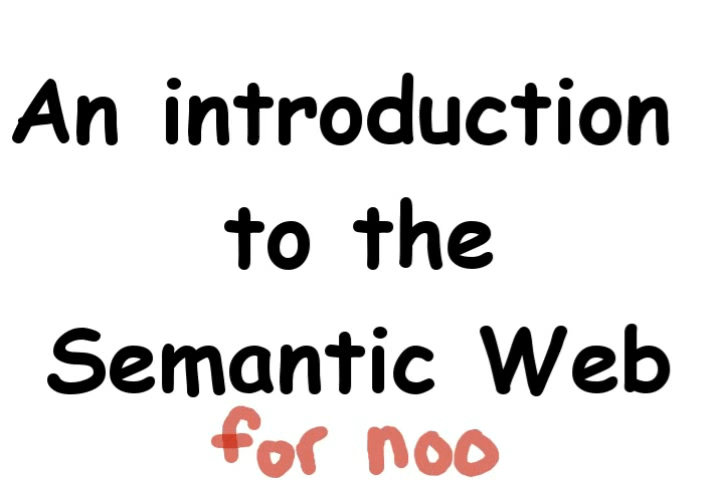 An introduction
to the
Semantic Web
for noo